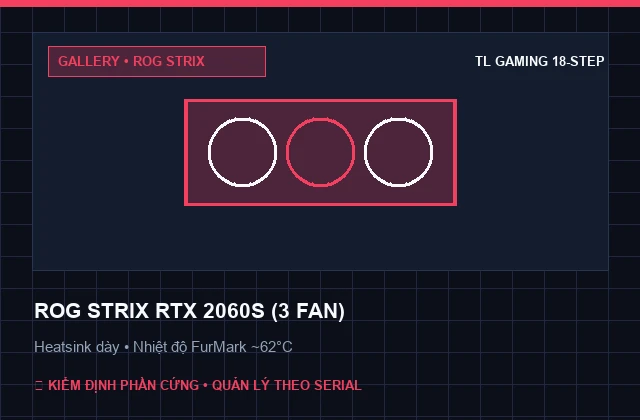 GALLERY • ROG STRIX
TL GAMING 18-STEP
ROG STRIX RTX 2060S (3 FAN)
Heatsink dày • Nhiệt độ FurMark ~62°C
KIỂM ĐỊNH PHẦN CỨNG • QUẢN LÝ THEO SERIAL